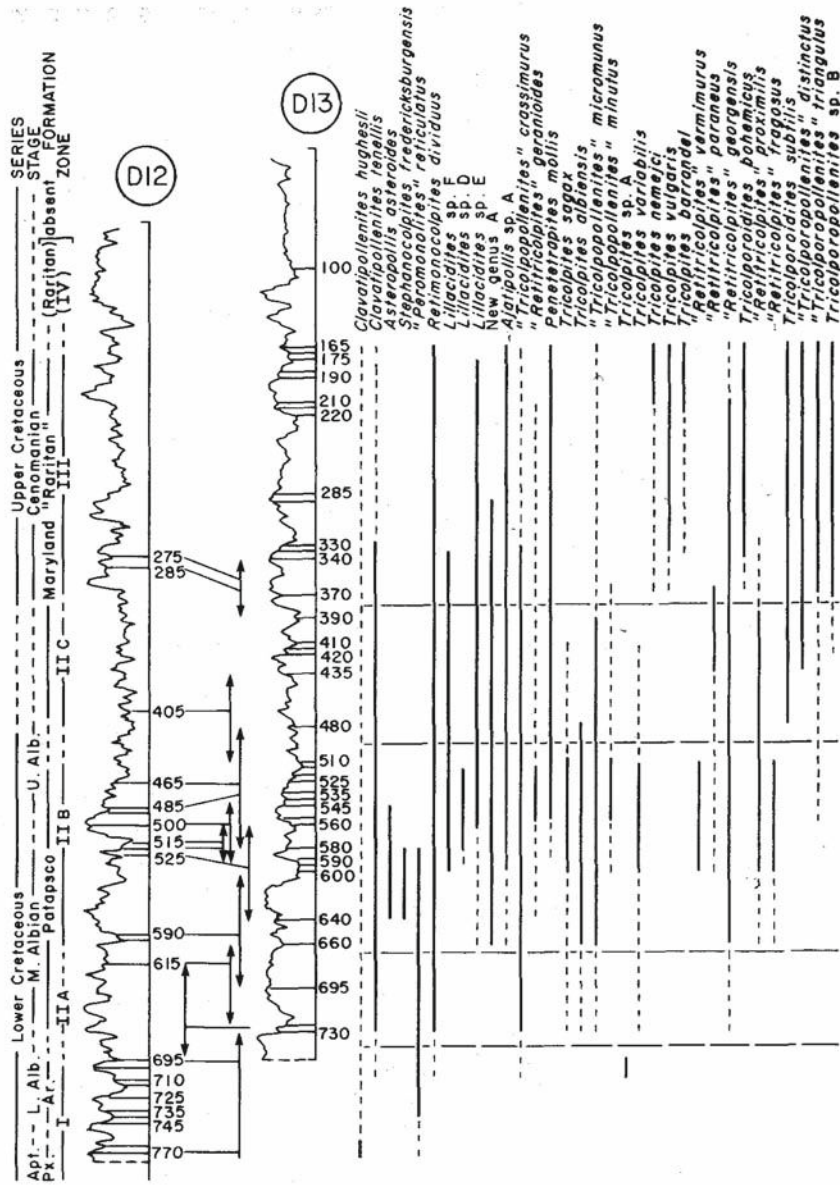 SERIES
STAGE
FORMATION
ZONE
Lower Cretaceous
Upper Cretaceous
Apt.
L. Alb.
M. Albian
U. Alb.
Cenomanian
Px.
Ar.
Patapsco
Maryland "Raritan"
(Raritan) absent
I
II A
II B
II C
III
(IV)
D12
275
285
405
465
485
500
515
525
590
615
695
710
725
735
745
770
D13
100
165
175
190
210
220
285
330
340
370
390
410
420
435
480
510
525
535
545
560
580
590
600
640
660
695
730
Clavatipollenites hughesii
Clavatipollenites tenellis
Asteropollis asteroides
Stephanocolpites fredericksburgensis
"Peromonolites" reticulatus
Retimonocolpites dividuus
Liliacidites sp. F
Liliacidites sp. D
Liliacidites sp. E
New genus A
Ajatipollis sp. A
"Tricolpopollenites" crassimurus
"Retitricolpites" geranioides
Penetetrapites mollis
Tricolpites sagax
Tricolpites albiensis
"Tricolpopollenites" micromunus
"Tricolpopollenites" minutus
Tricolpites sp. A
Tricolpites variabilis
Tricolpites nemejci
Tricolpites vulgaris
Tricolpites barrandei
"Retitricolpites" vermimurus
"Retitricolpites" paraneus
"Retitricolpites" georgensis
Tricolporoidites bohemicus
"Retitricolpites" proximilis
"Retitricolpites" fragosus
Tricolporoidites subtilis
"Tricolporopollenites" distinctus
"Tricolporopollenites" triangulus
Tricolporoidites sp. B